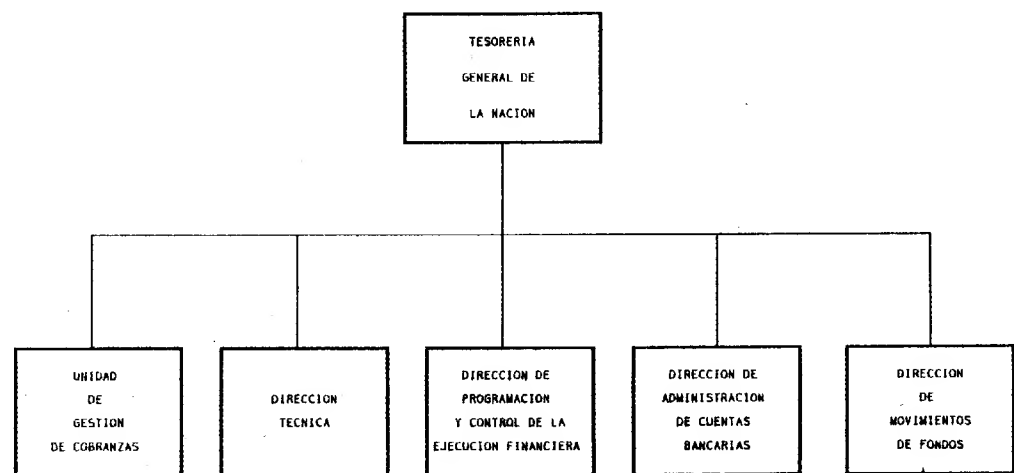 TESORERIA
GENERAL DE
LA NACION
UNIDAD
DE
GESTION
DE COBRANZAS
DIRECCION
TECNICA
DIRECCION DE
PROGRAMACION
Y CONTROL DE LA
EJECUCION FINANCIERA
DIRECCION DE
ADMINISTRACION
DE CUENTAS
BANCARIAS
DIRECCION
DE
MOVIMIENTOS
DE FONDOS